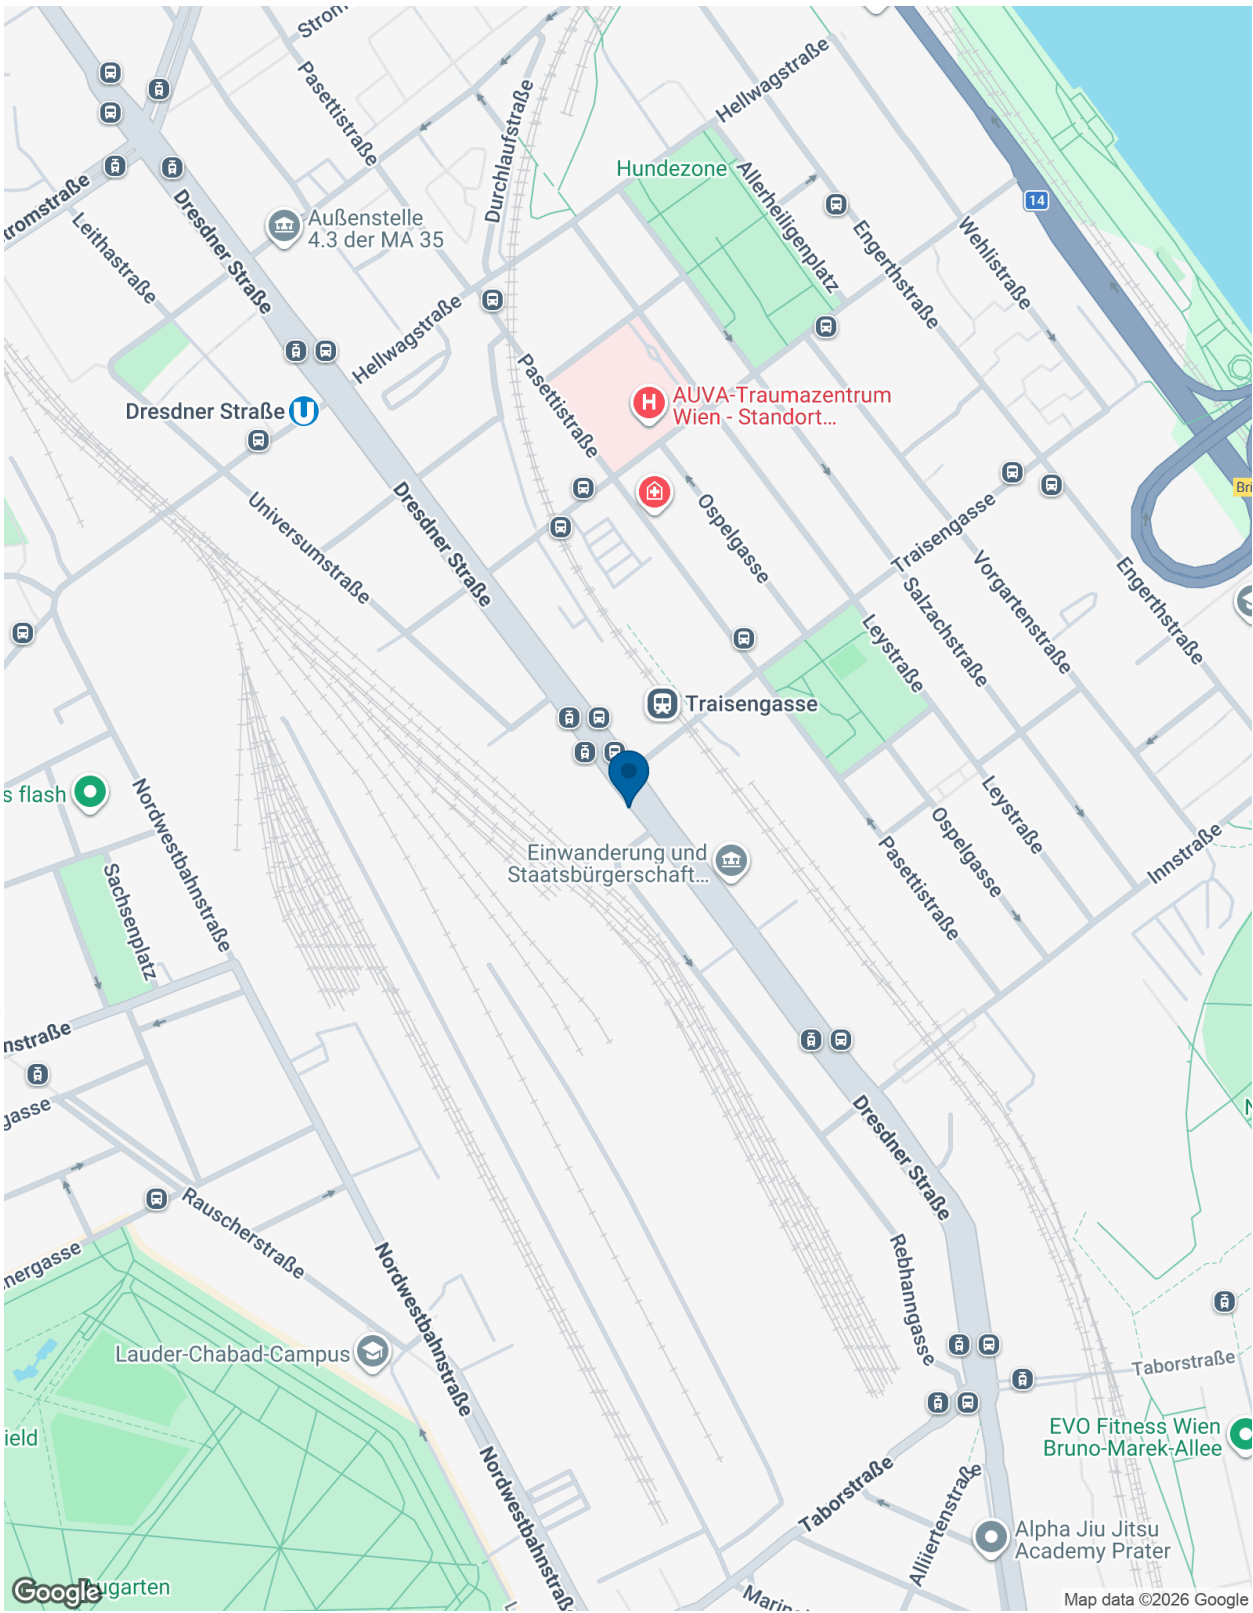 Strom
Pasettistraße
Durchlaufstraße
Hellwagstraße
Hundezone
Allerheiligenplatz
14
Stromstraße
Leithastraße
Dresdner Straße
Außenstelle
4.3 der MA 35
Engerthstraße
Wehlistraße
Hellwagstraße
Pasettistraße
H
AUVA-Traumazentrum
Wien - Standort...
Dresdner Straße
U
Bri
Universumstraße
Dresdner Straße
Ospelgasse
Traisengasse
Vorgartenstraße
Engerthstraße
Salzachstraße
Leystraße
Traisengasse
s flash
Nordwestbahnstraße
Sachsenplatz
Einwanderung und
Staatsbürgerschaft...
Leystraße
Ospelgasse
Pasettistraße
Innstraße
nstraße
gasse
N
Dresdner Straße
Rauscherstraße
nergasse
Nordwestbahnstraße
Rebhanngasse
Lauder-Chabad-Campus
Taborstraße
EVO Fitness Wien
Bruno-Marek-Allee
ield
Nordwestbahnstraße
Taborstraße
Alliiertenstraße
Alpha Jiu Jitsu
Academy Prater
Augarten
Google
Map data ©2026 Google